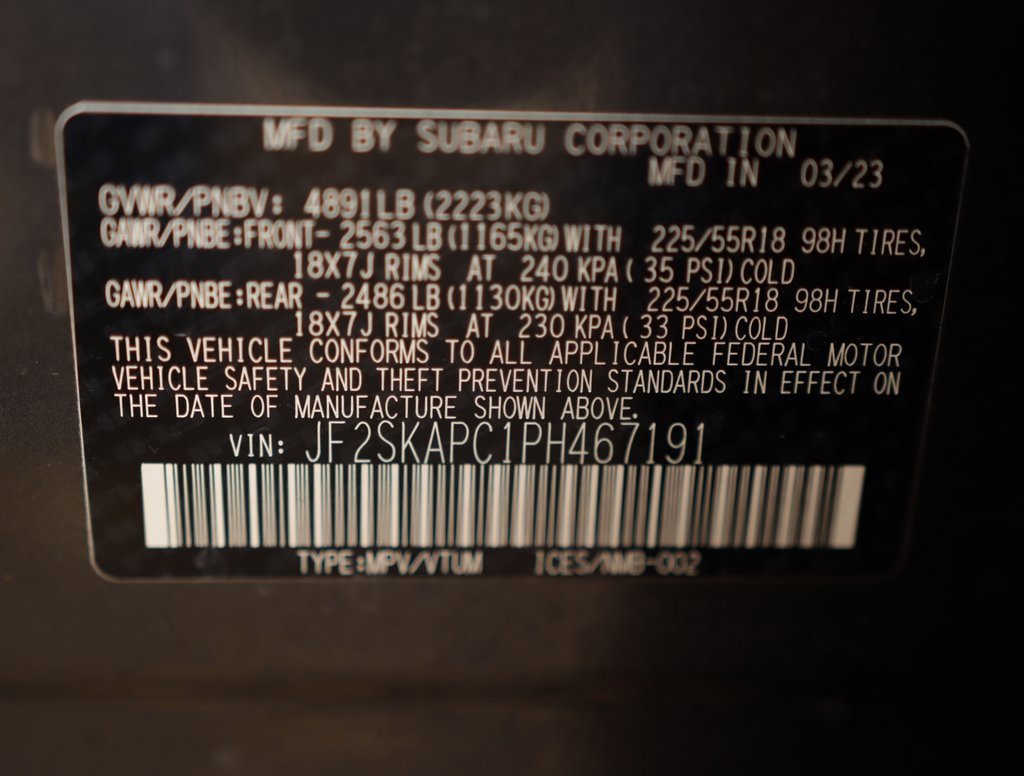 MFD BY SUBARU CORPORATION
MFD IN 03/23
GVWR/PNBV: 4891LB (2223KG)
GAWR/PNBE:FRONT- 2563LB(1165KG)WITH 225/55R18 98H TIRES,
18X7J RIMS AT 240 KPA( 35 PSI)COLD
GAWR/PNBE:REAR - 2486LB(1130KG)WITH 225/55R18 98H TIRES,
18X7J RIMS AT 230 KPA( 33 PSI)COLD
THIS VEHICLE CONFORMS TO ALL APPLICABLE FEDERAL MOTOR
VEHICLE SAFETY AND THEFT PREVENTION STANDARDS IN EFFECT ON
THE DATE OF MANUFACTURE SHOWN ABOVE.
VIN: JF2SKAPC1PH467191
TYPE:MPV/VTUM ICES/NMB-002